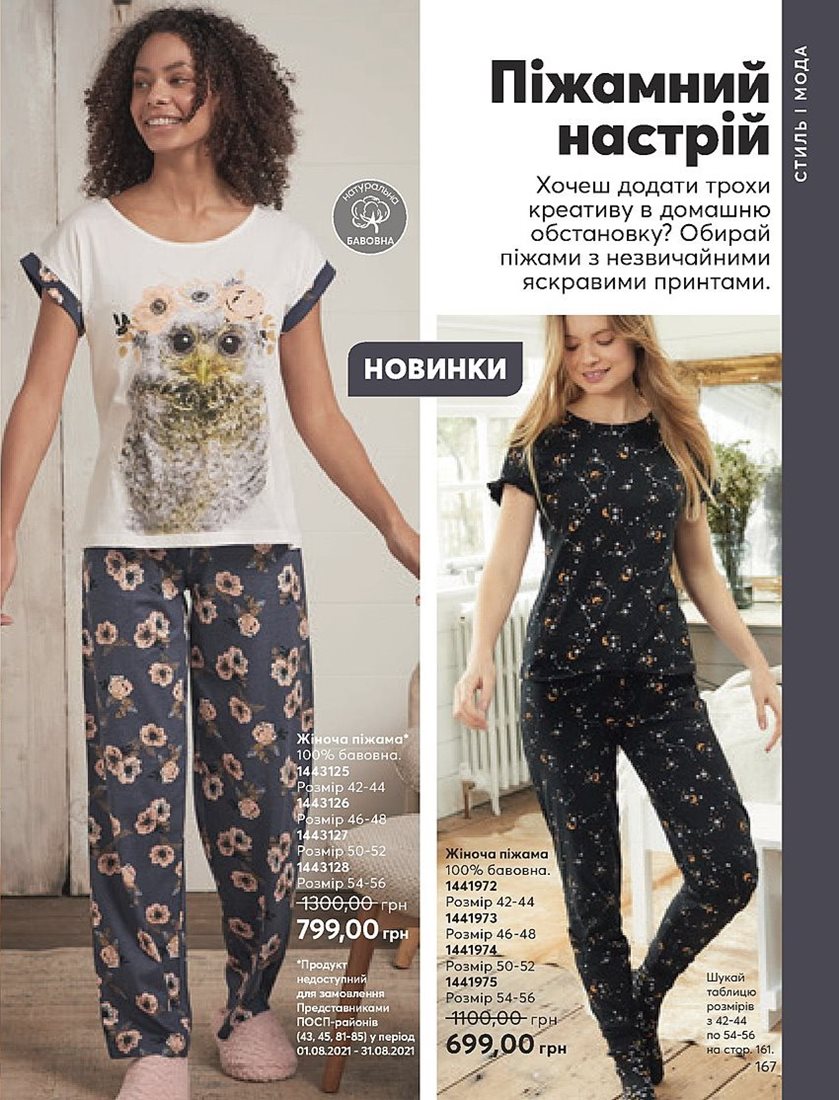 Піжамний
настрій
Хочеш додати трохи
креативу в домашню
обстановку? Обирай
піжами з незвичайними
яскравими принтами.
СТИЛЬ І МОДА
натуральна
БАВОВНА
НОВИНКИ
Жіноча піжама*
100% бавовна.
1443125
Розмір 42-44
1443126
Розмір 46-48
1443127
Розмір 50-52
1443128
Розмір 54-56
1300,00 грн
799,00 грн
*Продукт
недоступний
для замовлення
Представниками
ПОСП-районів
(43, 45, 81-85) у період
01.08.2021 - 31.08.2021
Жіноча піжама
100% бавовна.
1441972
Розмір 42-44
1441973
Розмір 46-48
1441974
Розмір 50-52
1441975
Розмір 54-56
1100,00 грн
699,00 грн
Шукай
таблицю
розмірів
з 42-44
по 54-56
на стор. 161.
167